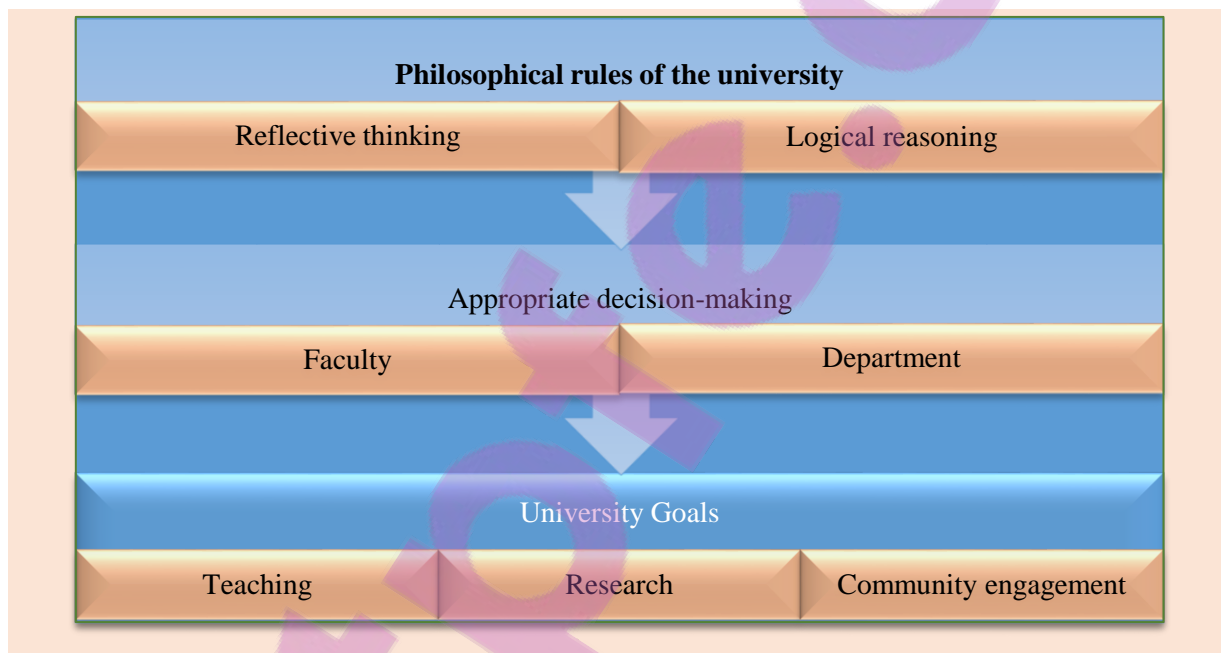 Philosophical rules of the university
Reflective thinking
Logical reasoning
Appropriate decision-making
Faculty
Department
University Goals
Teaching
Research
Community engagement